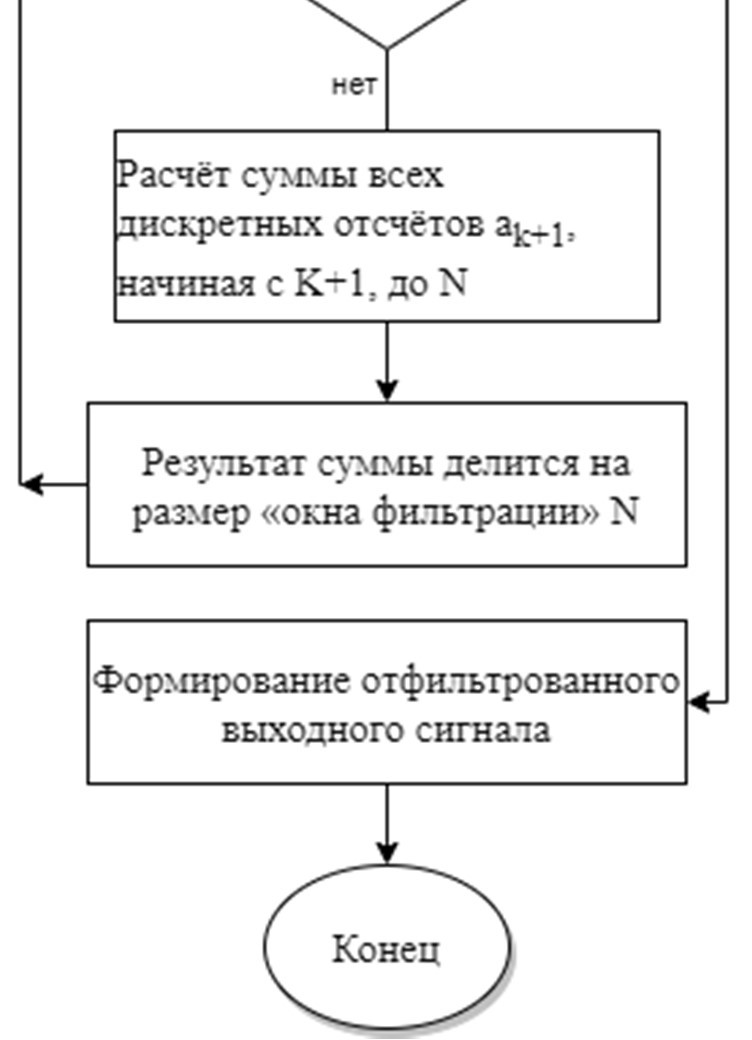 нет
Расчёт суммы всех
дискретных отсчётов ak+1,
начиная с K+1, до N
Результат суммы делится на
размер «окна фильтрации» N
Формирование отфильтрованного
выходного сигнала
Конец